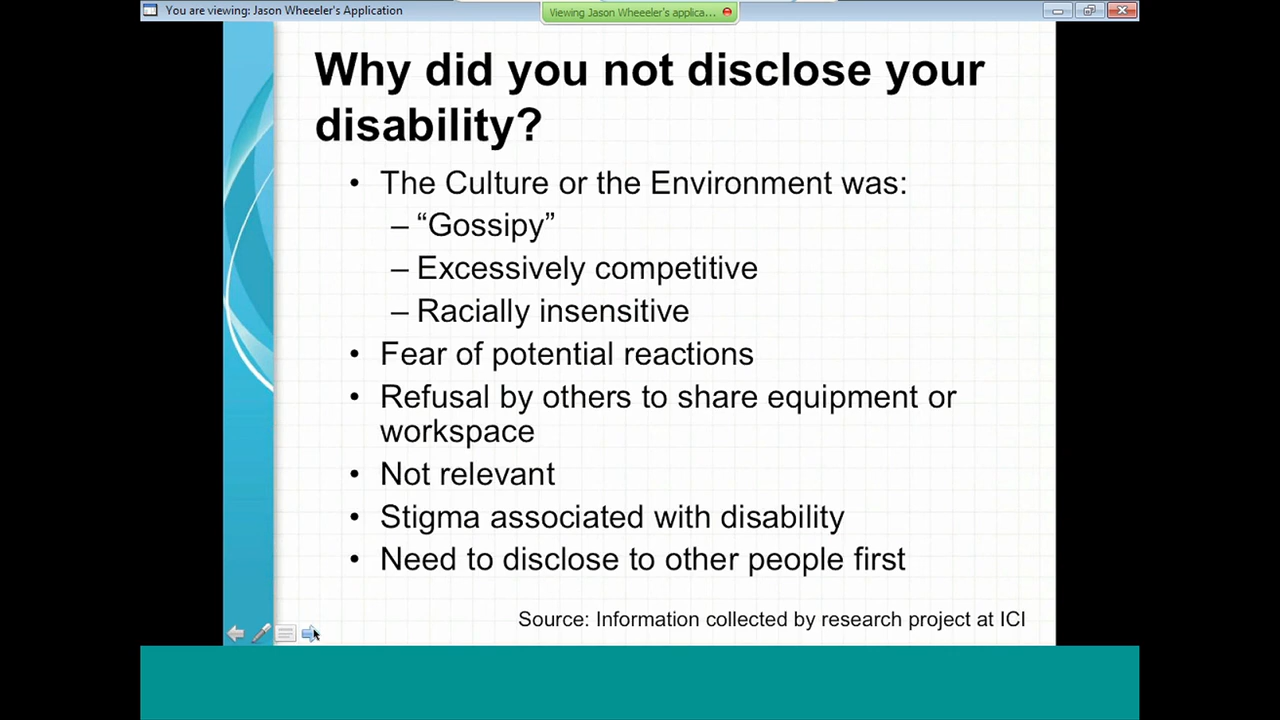 You are viewing: Jason Wheeeler's Application
Viewing Jason Wheeeler's applica...
Why did you not disclose your
disability?
• The Culture or the Environment was:
– “Gossipy”
– Excessively competitive
– Racially insensitive
• Fear of potential reactions
• Refusal by others to share equipment or
workspace
• Not relevant
• Stigma associated with disability
• Need to disclose to other people first
Source: Information collected by research project at ICI